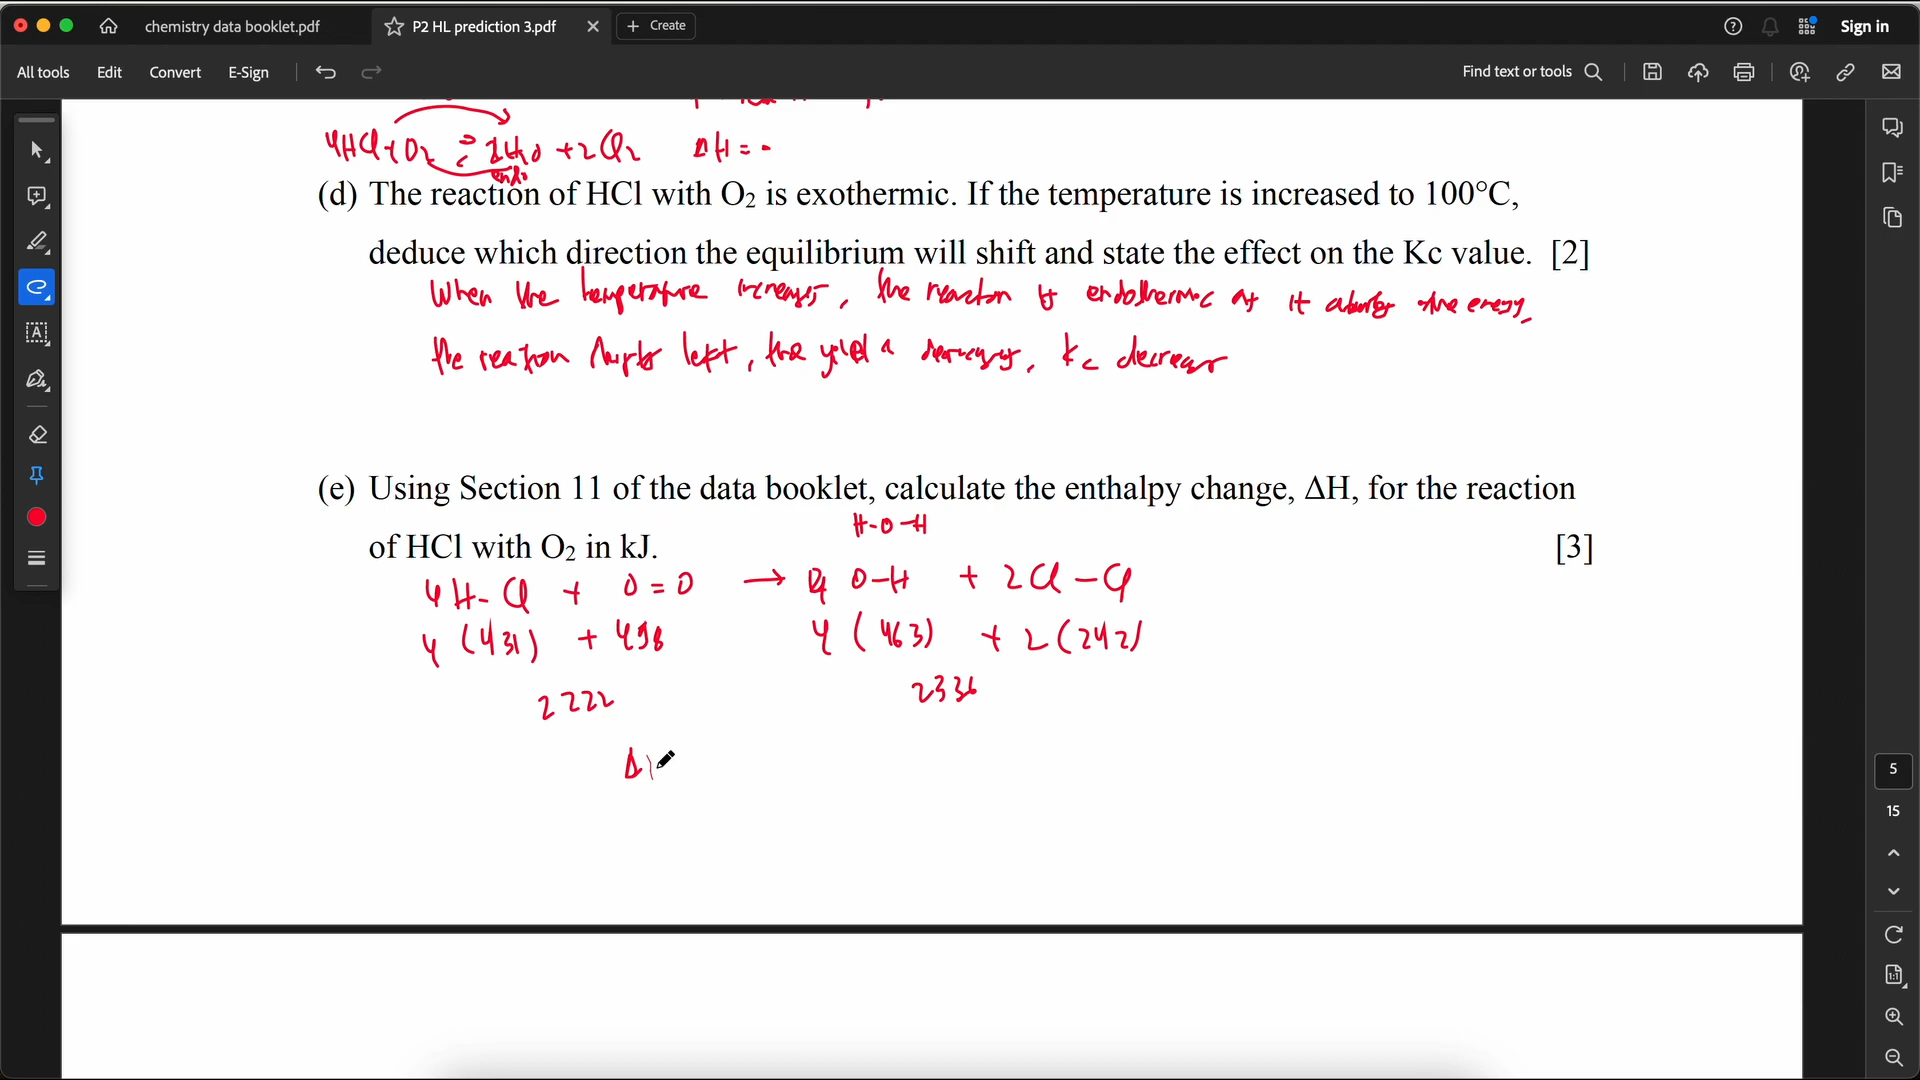 chemistry data booklet.pdf
P2 HL prediction 3.pdf
Create
Sign in
All tools Edit Convert E-Sign
Find text or tools
4HCl + O2 ⇌ 2H2O + 2Cl2 ΔH = -
endo
(d) The reaction of HCl with O2 is exothermic. If the temperature is increased to 100°C,
deduce which direction the equilibrium will shift and state the effect on the Kc value. [2]
When the temperature increases, the reaction is endothermic as it absorbs the energy,
the reaction shifts left, the yield decreases, Kc decrease
(e) Using Section 11 of the data booklet, calculate the enthalpy change, ΔH, for the reaction
H-O-H
of HCl with O2 in kJ. [3]
4H-Cl + O=O → 4 O-H + 2Cl-Cl
4(431) + 498 4(463) + 2(242)
2222 2336
Δ
5
15